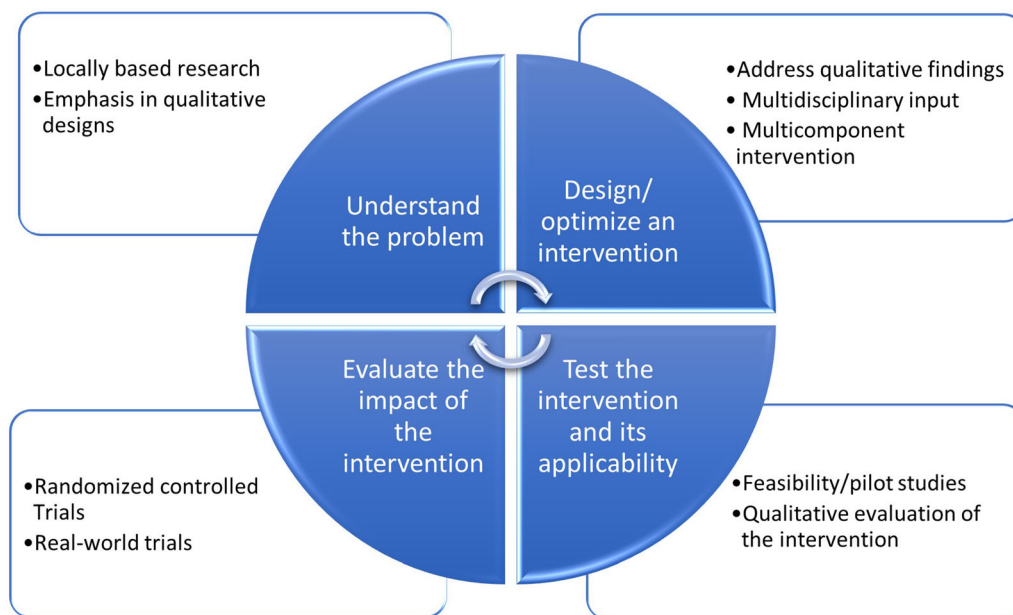 •Locally based research
•Emphasis in qualitative
designs
Understand
the problem
•Address qualitative findings
• Multidisciplinary input
• Multicomponent
intervention
Design/
optimize an
intervention
Evaluate the
impact of
the
intervention
•Randomized controlled
Trials
•Real-world trials
Test the
intervention
and its
applicability
•Feasibility/pilot studies
•Qualitative evaluation of
the intervention